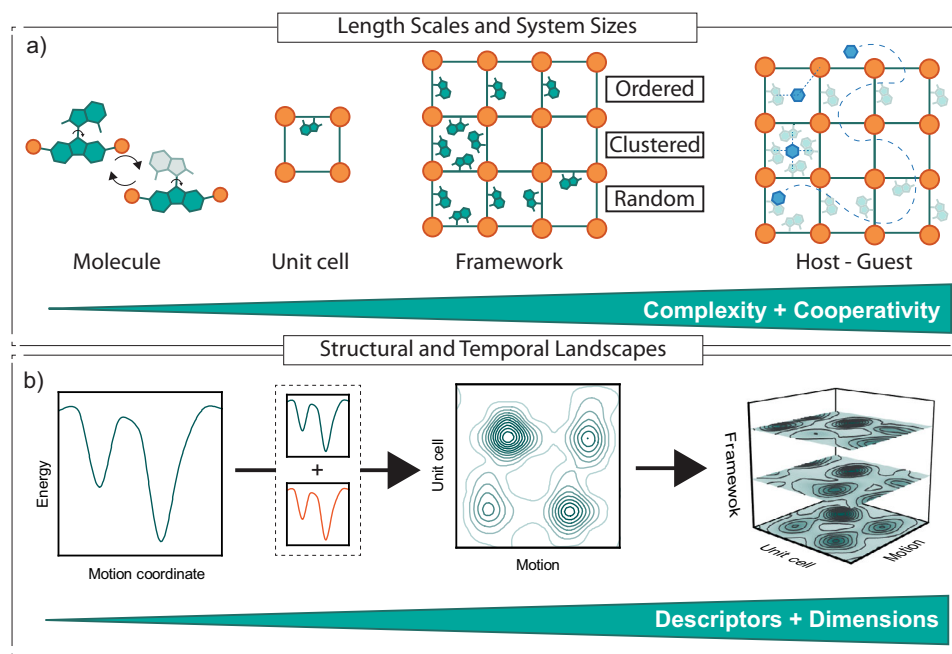 Length Scales and System Sizes
a)
Ordered
Clustered
Random
Molecule
Unit cell
Framework
Host - Guest
Complexity + Cooperativity
Structural and Temporal Landscapes
b)
Energy
Motion coordinate
+
Unit cell
Motion
Framewok
Unit cell
Motion
Descriptors + Dimensions